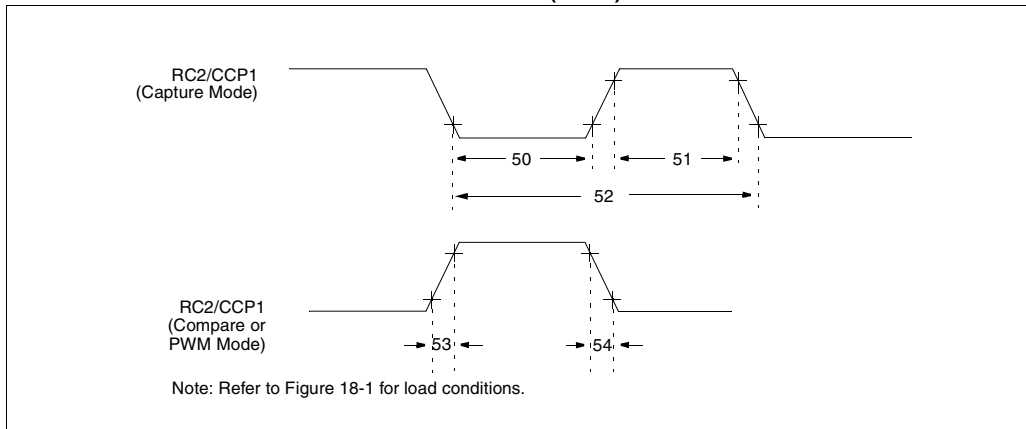 RC2/CCP1
(Capture Mode)
50
51
52
RC2/CCP1
(Compare or
PWM Mode)
53
54
Note: Refer to Figure 18-1 for load conditions.